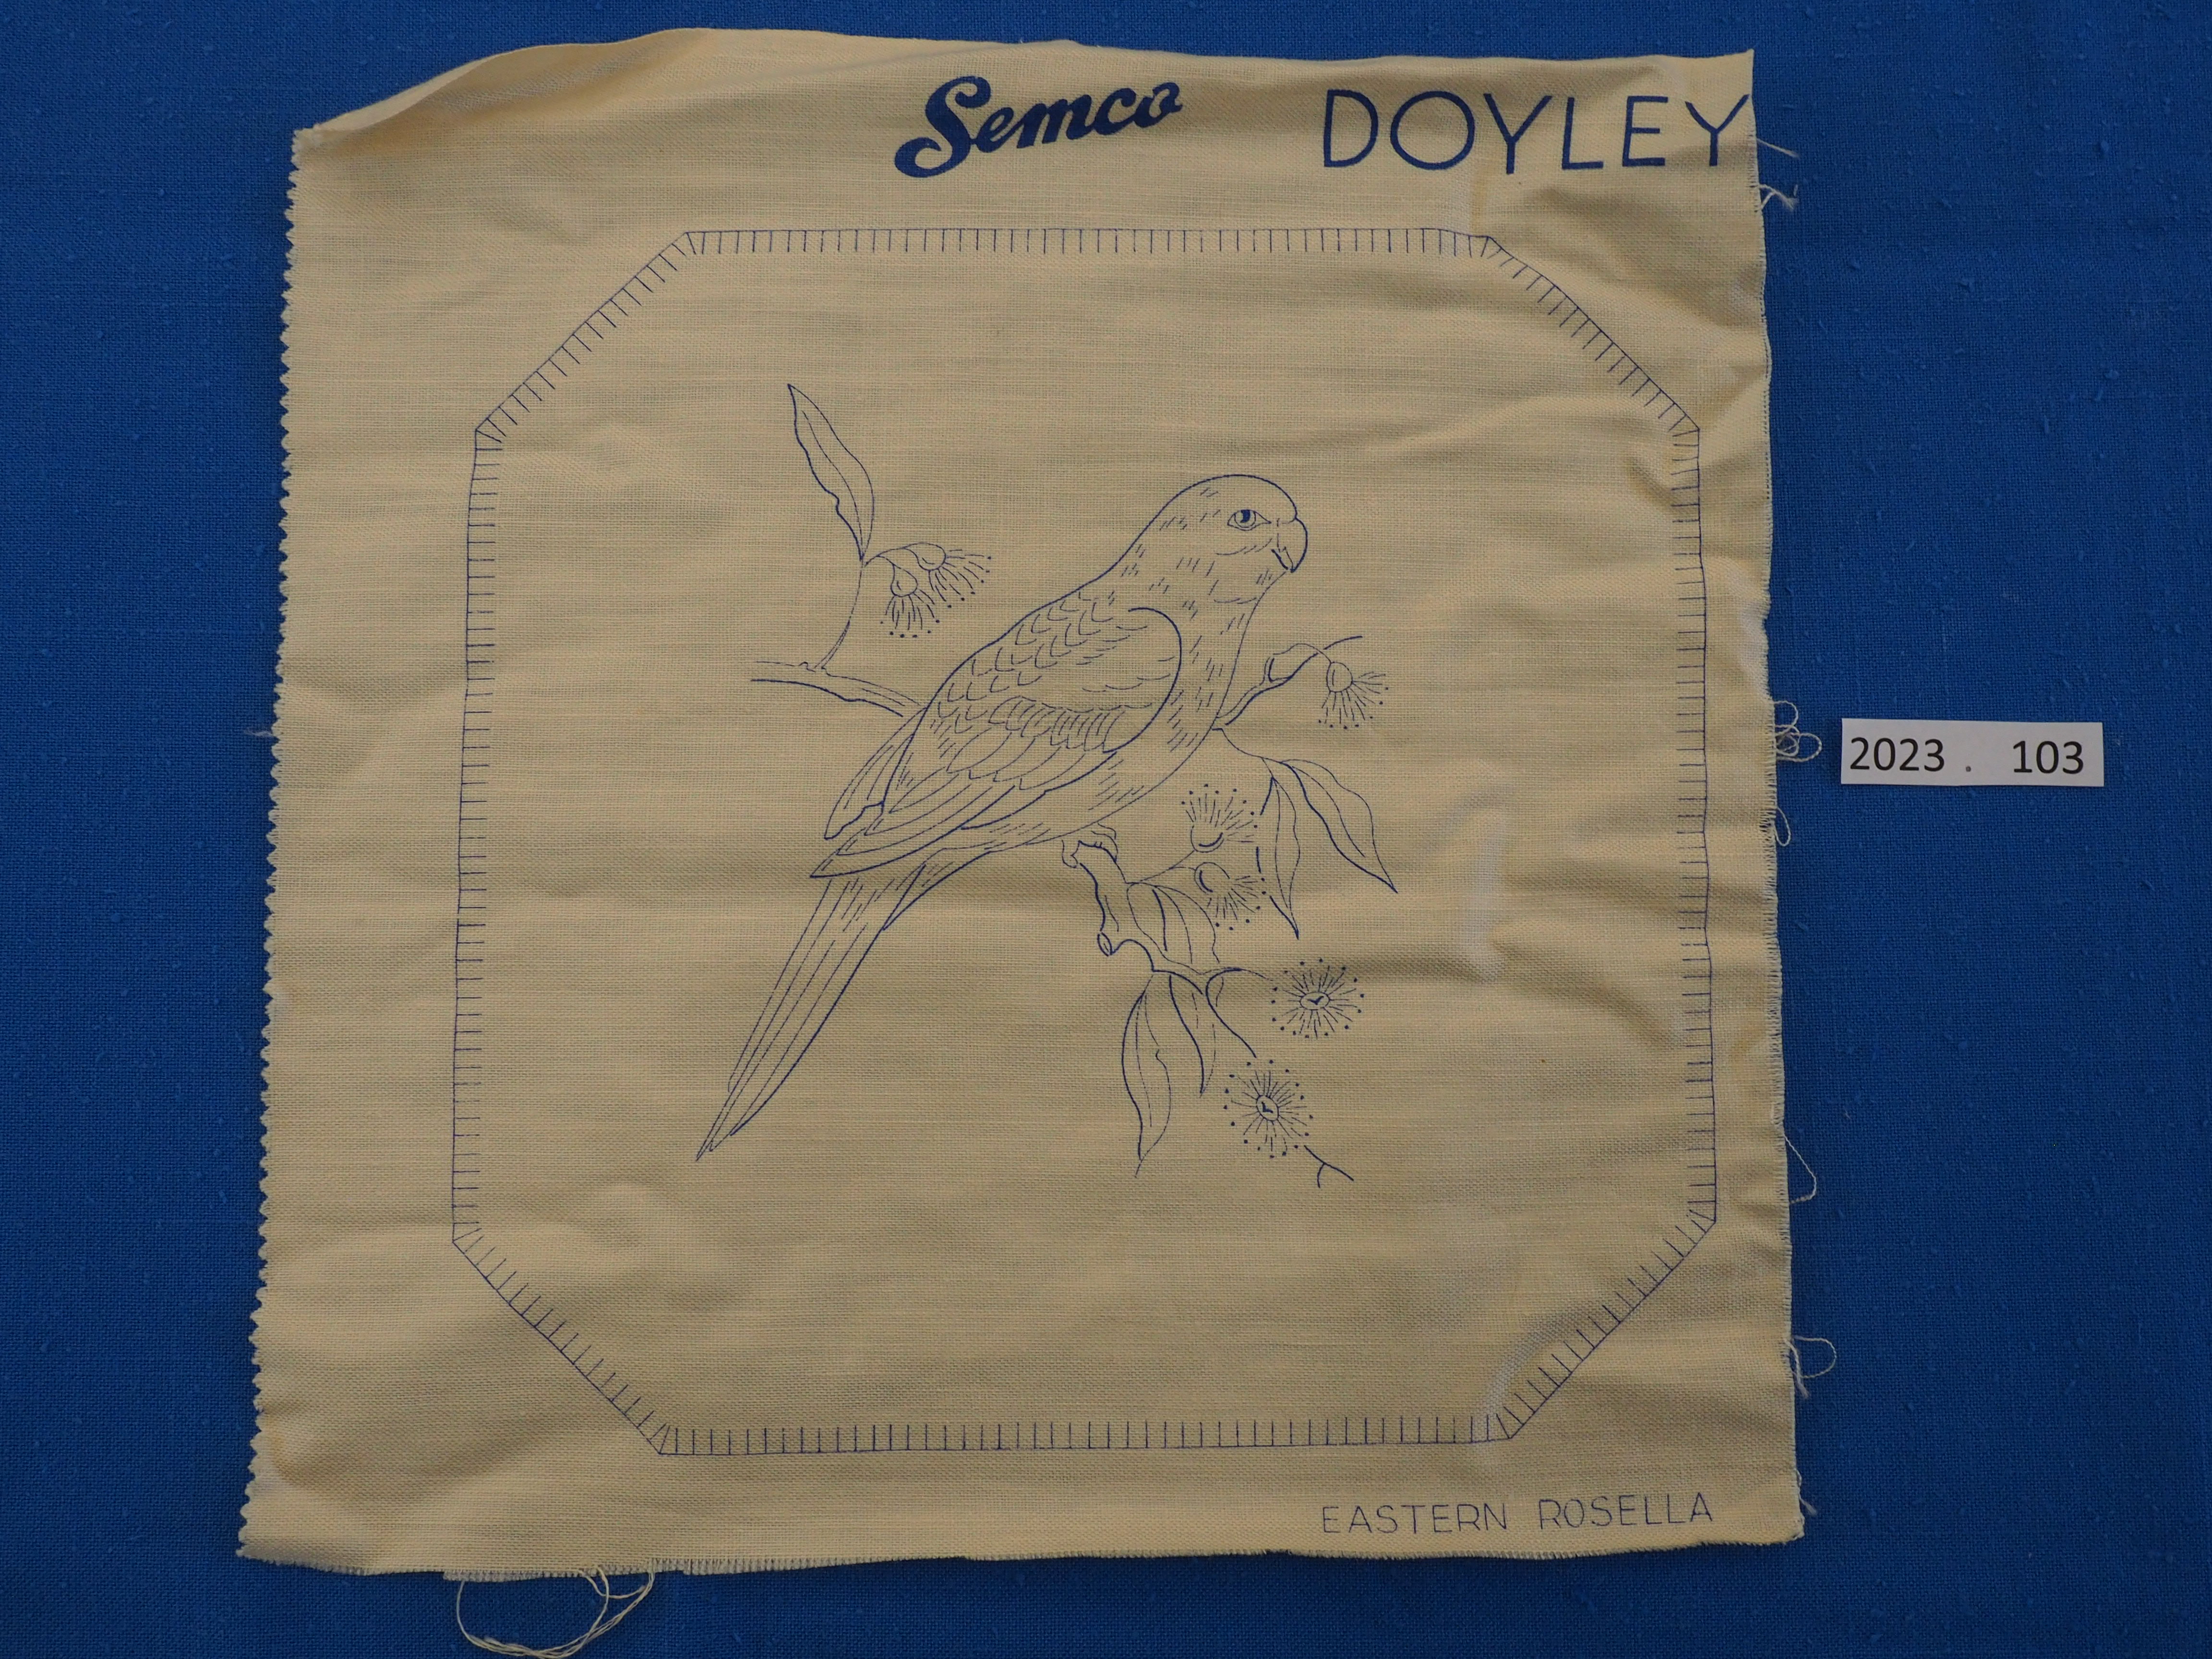 Semco DOYLEY
2023 . 103
EASTERN ROSELLA